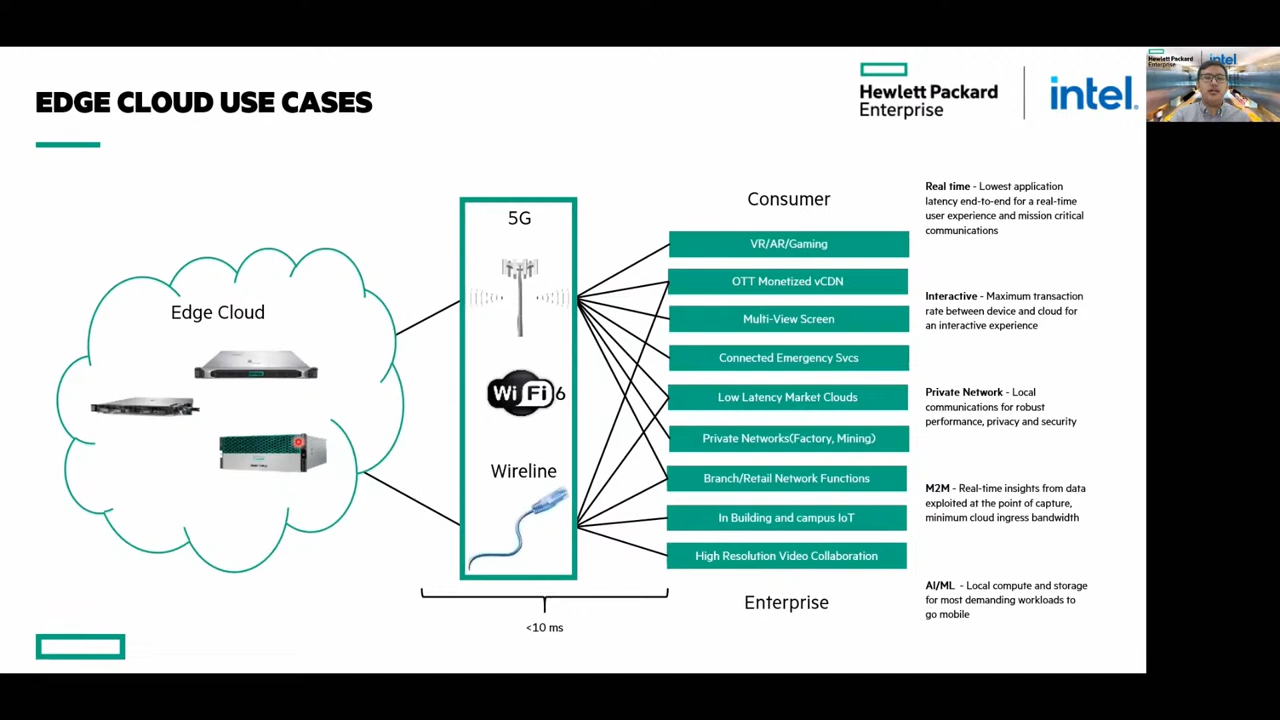 EDGE CLOUD USE CASES
Hewlett Packard
Enterprise
intel.
Hewlett Packard
Enterprise
intel
Edge Cloud
5G
Wi Fi 6
Wireline
<10 ms
Consumer
VR/AR/Gaming
OTT Monetized vCDN
Multi-View Screen
Connected Emergency Svcs
Low Latency Market Clouds
Private Networks(Factory, Mining)
Branch/Retail Network Functions
In Building and campus IoT
High Resolution Video Collaboration
Enterprise
Real time - Lowest application
latency end-to-end for a real-time
user experience and mission critical
communications
Interactive - Maximum transaction
rate between device and cloud for
an interactive experience
Private Network - Local
communications for robust
performance, privacy and security
M2M - Real-time insights from data
exploited at the point of capture,
minimum cloud ingress bandwidth
AI/ML - Local compute and storage
for most demanding workloads to
go mobile